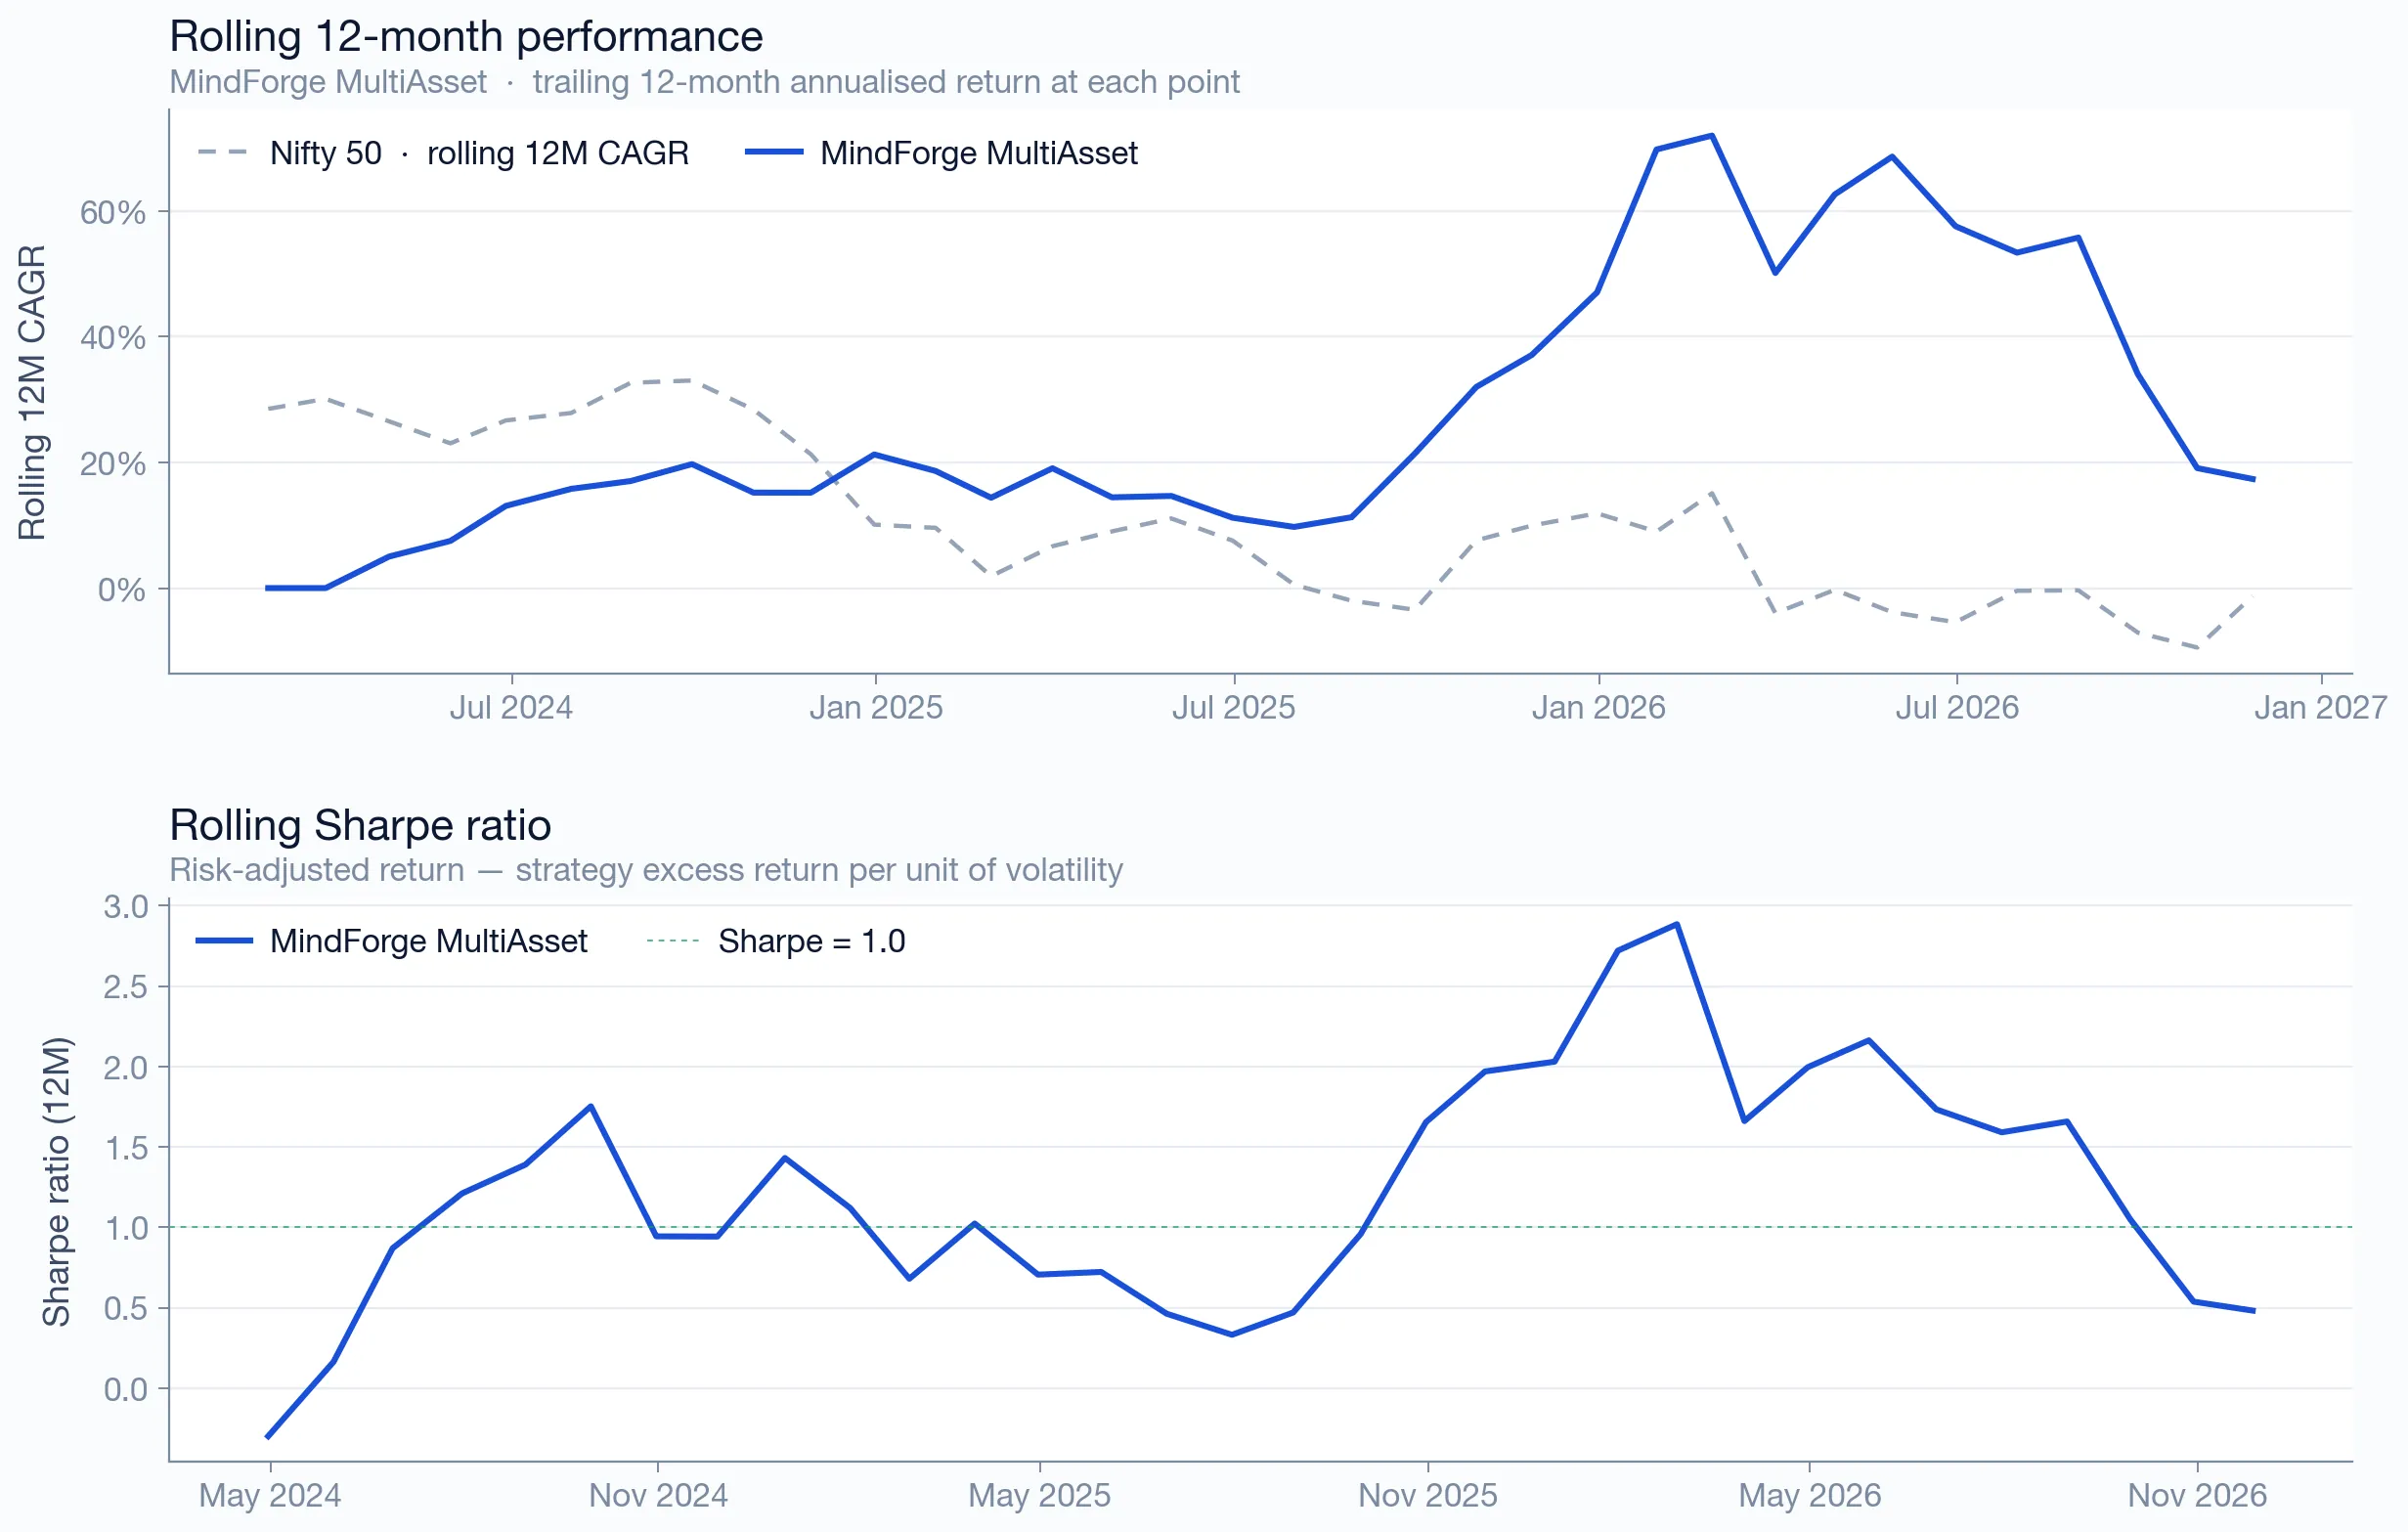 Rolling 12-month performance
MindForge MultiAsset · trailing 12-month annualised return at each point
Nifty 50 · rolling 12M CAGR MindForge MultiAsset
Rolling 12M CAGR
60%
40%
20%
0%
Jul 2024 Jan 2025 Jul 2025 Jan 2026 Jul 2026 Jan 2027
Rolling Sharpe ratio
Risk-adjusted return — strategy excess return per unit of volatility
MindForge MultiAsset Sharpe = 1.0
Sharpe ratio (12M)
3.0
2.5
2.0
1.5
1.0
0.5
0.0
May 2024 Nov 2024 May 2025 Nov 2025 May 2026 Nov 2026